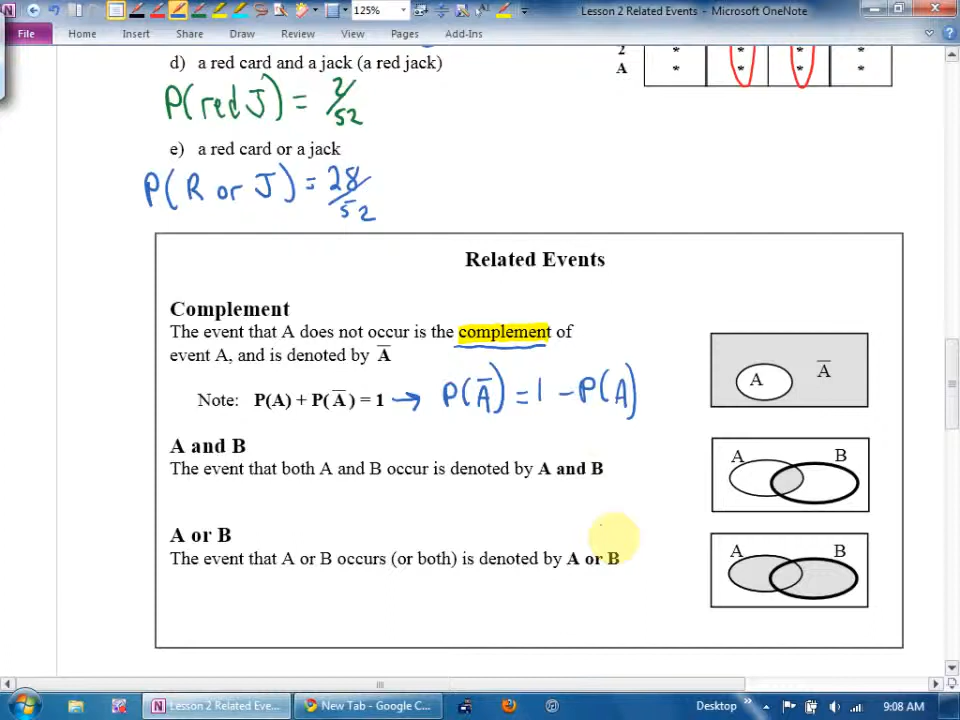 125%
Lesson 2 Related Events - Microsoft OneNote
File Home Insert Share Draw Review View Pages Add-Ins
d) a red card and a jack (a red jack)
2 * * * *
A * * * *
P(red J) = 2/52
e) a red card or a jack
P(R or J) = 28/52
Related Events
Complement
The event that A does not occur is the complement of
event A, and is denoted by A̅
A A̅
Note: P(A) + P(A̅) = 1 → P(A̅) = 1 - P(A)
A and B
The event that both A and B occur is denoted by A and B
A B
A or B
The event that A or B occurs (or both) is denoted by A or B
A B
Lesson 2 Related Eve...
New Tab - Google C...
Desktop
9:08 AM